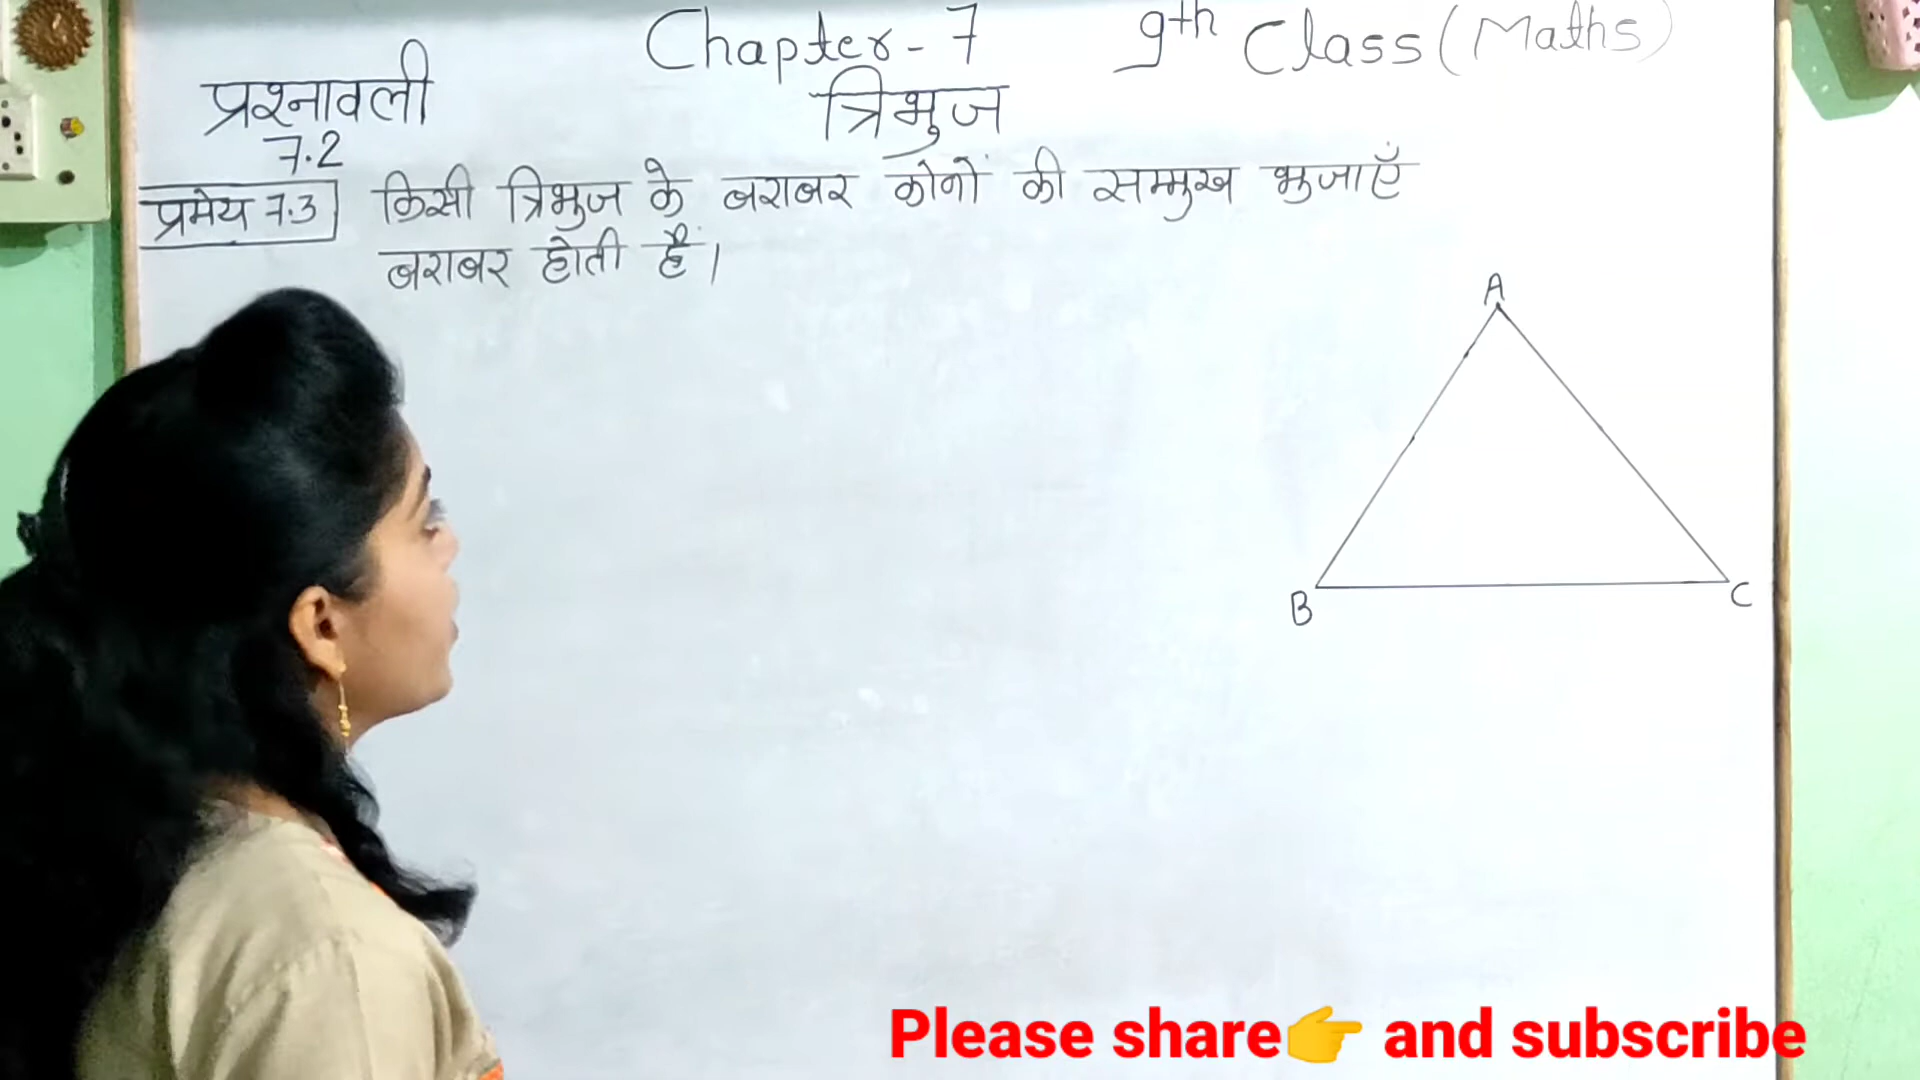 Chapter-7 9th Class (Maths)
प्रश्नावली त्रिभुज
7.2
प्रमेय 7.3 किसी त्रिभुज के बराबर कोनों की सम्मुख भुजाएँ
बराबर होती हैं।
A
B C
Please share👉 and subscribe